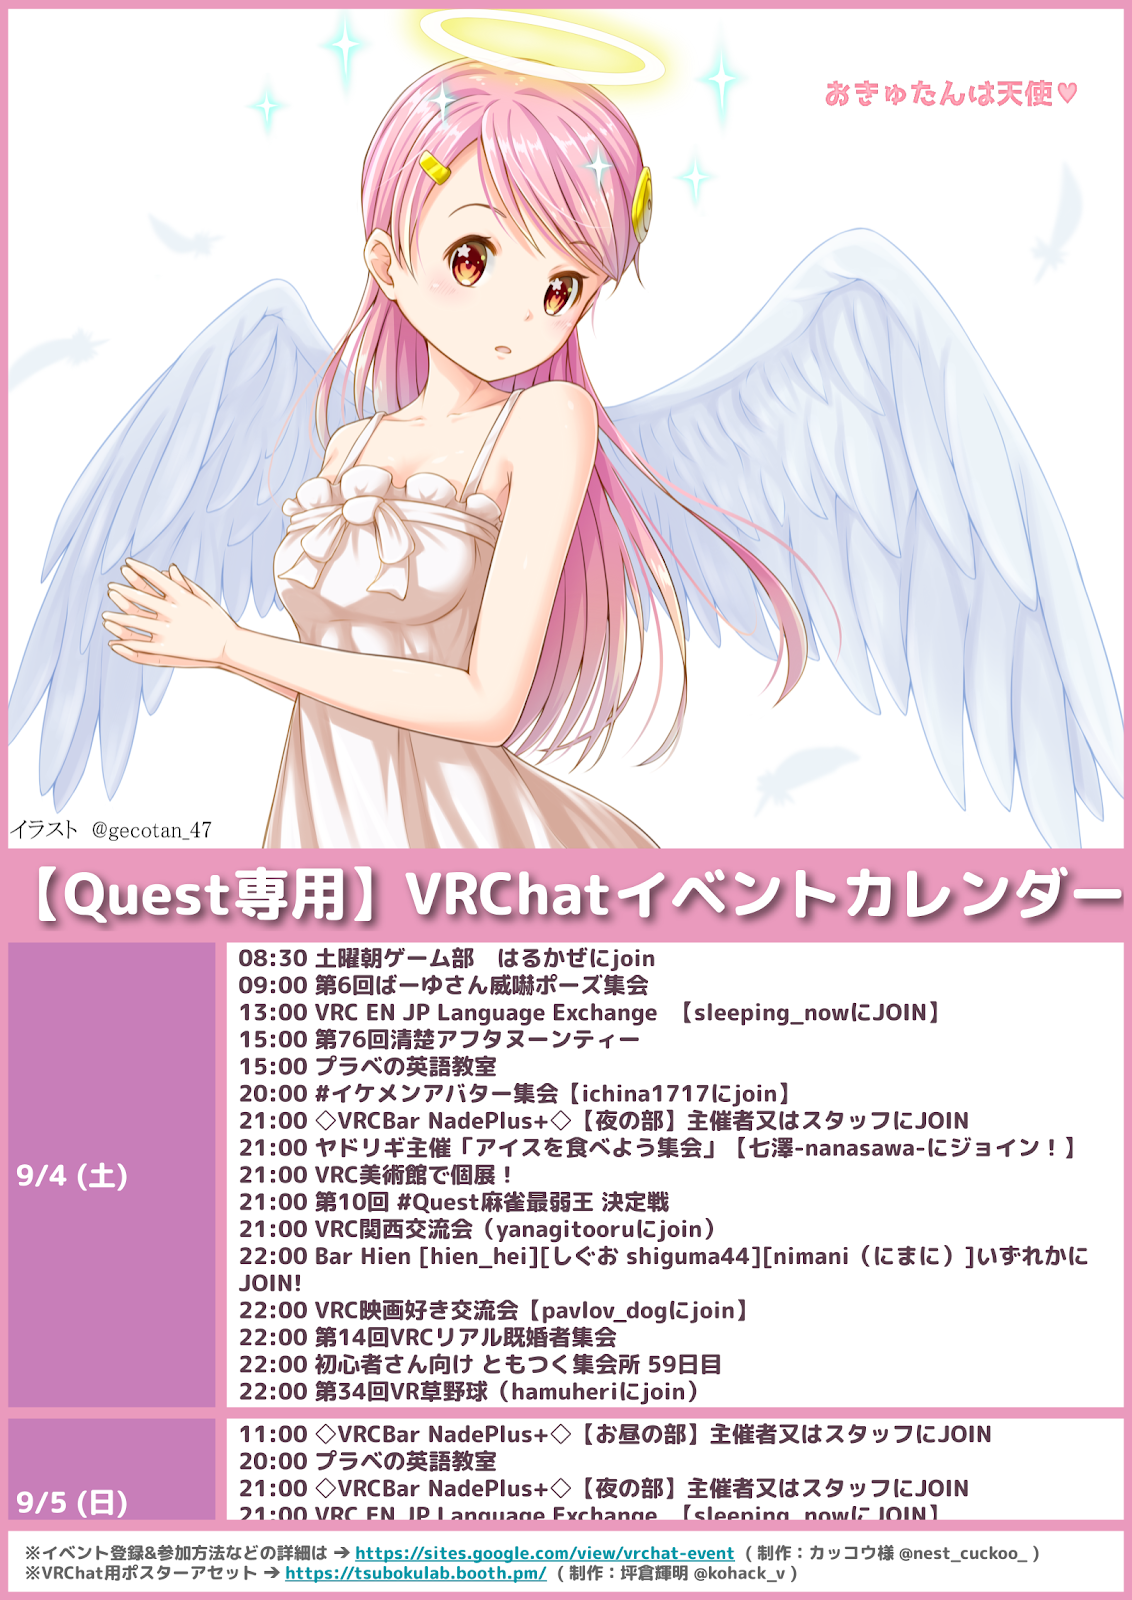 おきゅたんは天使♥
イラスト @gecotan_47
【Quest専用】VRChatイベントカレンダー
9/4 (土)
08:30 土曜朝ゲーム部　はるかぜにjoin
09:00 第6回ばーゆさん威嚇ポーズ集会
13:00 VRC EN JP Language Exchange 【sleeping_nowにJOIN】
15:00 第76回清楚アフタヌーンティー
15:00 プラベの英語教室
20:00 #イケメンアバター集会【ichina1717にjoin】
21:00 ◇VRCBar NadePlus+◇【夜の部】主催者又はスタッフにJOIN
21:00 ヤドリギ主催「アイスを食べよう集会」【七澤-nanasawa-にジョイン！】
21:00 VRC美術館で個展！
21:00 第10回 #Quest麻雀最弱王 決定戦
21:00 VRC関西交流会（yanagitooruにjoin）
22:00 Bar Hien [hien_hei][しぐお shiguma44][nimani（にまに）]いずれかに
JOIN!
22:00 VRC映画好き交流会【pavlov_dogにjoin】
22:00 第14回VRCリアル既婚者集会
22:00 初心者さん向け ともつく集会所 59日目
22:00 第34回VR草野球（hamuheriにjoin）
9/5 (日)
11:00 ◇VRCBar NadePlus+◇【お昼の部】主催者又はスタッフにJOIN
20:00 プラベの英語教室
21:00 ◇VRCBar NadePlus+◇【夜の部】主催者又はスタッフにJOIN
21:00 VRC EN JP Language Exchange 【sleeping_nowにJOIN】
※イベント登録&参加方法などの詳細は ➔ https://sites.google.com/view/vrchat-event ( 制作：カッコウ様 @nest_cuckoo_ )
※VRChat用ポスターアセット ➔ https://tsubokulab.booth.pm/ ( 制作：坪倉輝明 @kohack_v )